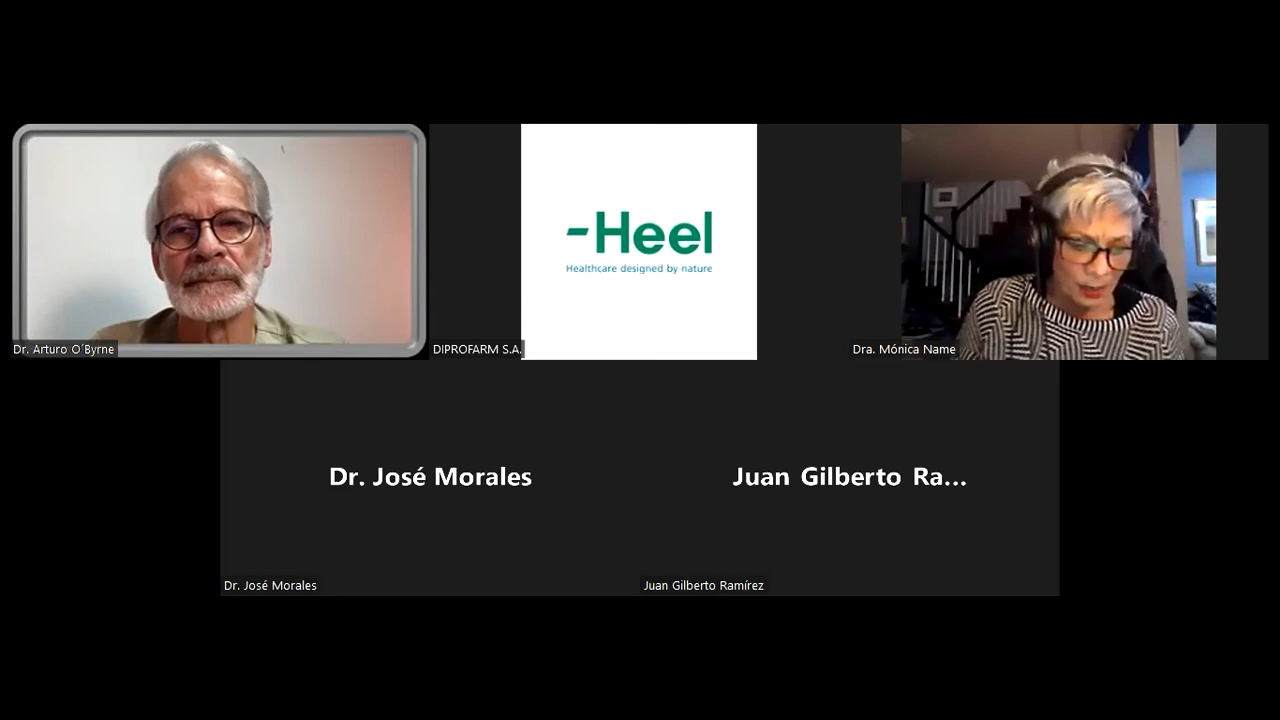 -Heel
Healthcare designed by nature
Dr. Arturo O´Byrne
DIPROFARM S.A.
Dra. Mónica Name
Dr. José Morales
Juan Gilberto Ra...
Dr. José Morales
Juan Gilberto Ramírez